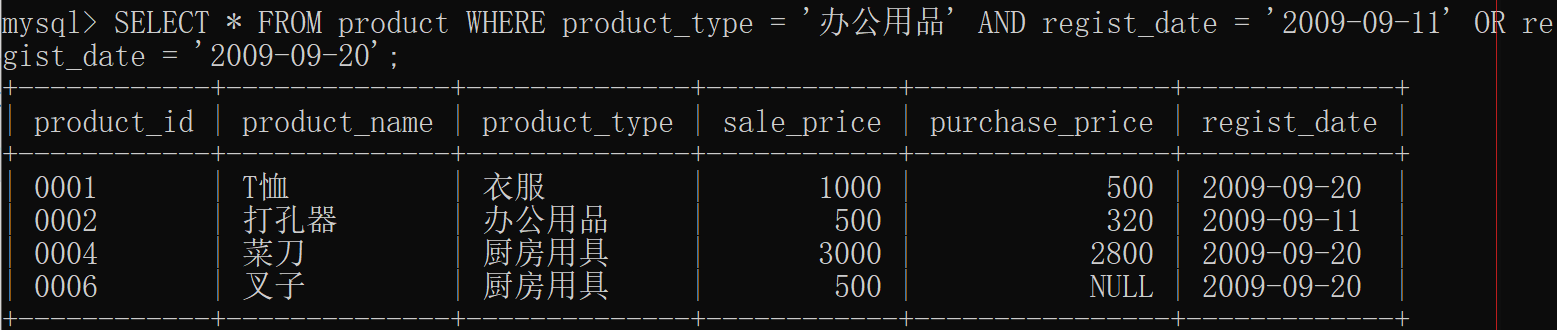 mysql> SELECT * FROM product WHERE product_type = '办公用品' AND regist_date = '2009-09-11' OR re
gist_date = '2009-09-20';
+------------+--------------+--------------+------------+----------------+-------------+
| product_id | product_name | product_type | sale_price | purchase_price | regist_date |
+------------+--------------+--------------+------------+----------------+-------------+
| 0001 | T恤 | 衣服 | 1000 | 500 | 2009-09-20 |
| 0002 | 打孔器 | 办公用品 | 500 | 320 | 2009-09-11 |
| 0004 | 菜刀 | 厨房用具 | 3000 | 2800 | 2009-09-20 |
| 0006 | 叉子 | 厨房用具 | 500 | NULL | 2009-09-20 |
+------------+--------------+--------------+------------+----------------+-------------+